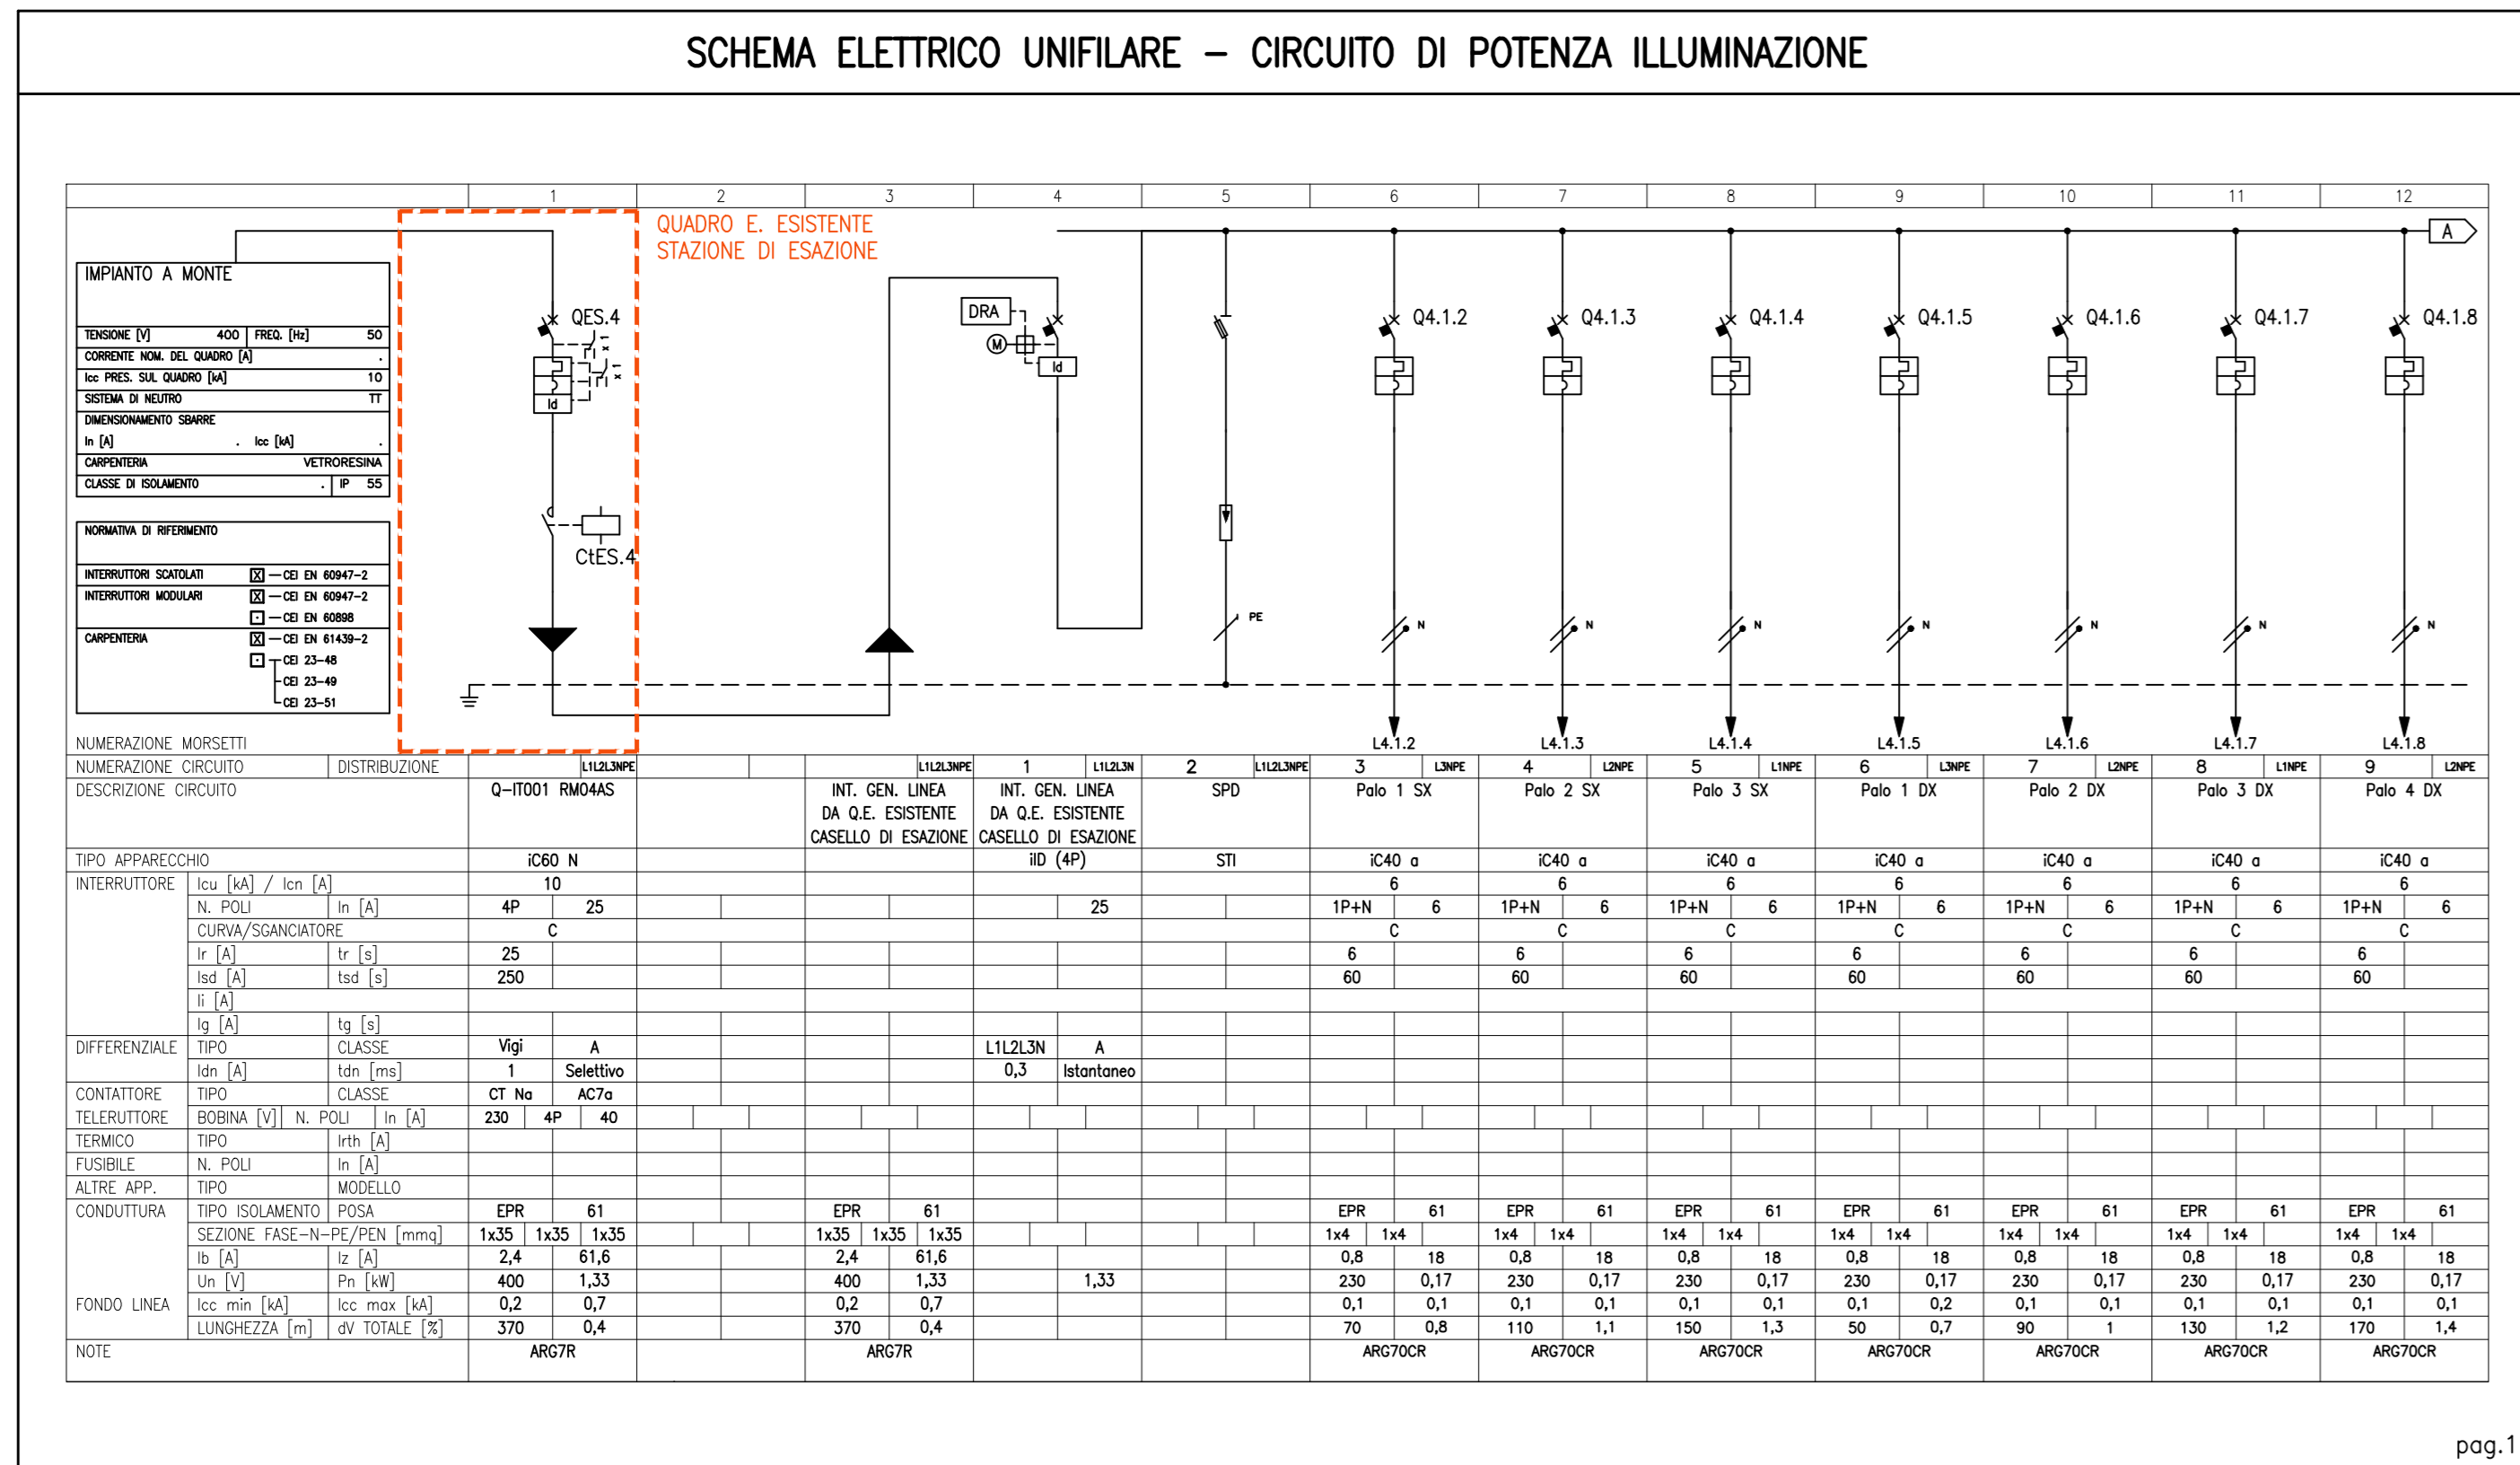 SCHEMA ELETTRICO UNIFILARE – CIRCUITO DI POTENZA ILLUMINAZIONE
1 2 3 4 5 6 7 8 9 10 11 12
QUADRO E. ESISTENTE
STAZIONE DI ESAZIONE
A
IMPIANTO A MONTE
TENSIONE [V] 400 FREQ. [Hz] 50
CORRENTE NOM. DEL QUADRO [A] .
Icc PRES. SUL QUADRO [kA] 10
SISTEMA DI NEUTRO TT
DIMENSIONAMENTO SBARRE
In [A] . Icc [kA] .
CARPENTERIA VETRORESINA
CLASSE DI ISOLAMENTO . IP 55
NORMATIVA DI RIFERIMENTO
INTERRUTTORI SCATOLATI X CEI EN 60947-2
INTERRUTTORI MODULARI X CEI EN 60947-2
CEI EN 60898
CARPENTERIA X CEI EN 61439-2
CEI 23-48
CEI 23-49
CEI 23-51
QES.4
x 1
x 1
Id
CtES.4
DRA
M
Id
PE
Q4.1.2 Q4.1.3 Q4.1.4 Q4.1.5 Q4.1.6 Q4.1.7 Q4.1.8
N N N N N N N
NUMERAZIONE MORSETTI L4.1.2 L4.1.3 L4.1.4 L4.1.5 L4.1.6 L4.1.7 L4.1.8
NUMERAZIONE CIRCUITO DISTRIBUZIONE L1L2L3NPE L1L2L3NPE 1 L1L2L3N 2 L1L2L3NPE 3 L3NPE 4 L2NPE 5 L1NPE 6 L3NPE 7 L2NPE 8 L1NPE 9 L2NPE
DESCRIZIONE CIRCUITO Q-IT001 RM04AS INT. GEN. LINEA INT. GEN. LINEA SPD Palo 1 SX Palo 2 SX Palo 3 SX Palo 1 DX Palo 2 DX Palo 3 DX Palo 4 DX
DA Q.E. ESISTENTE DA Q.E. ESISTENTE
CASELLO DI ESAZIONE CASELLO DI ESAZIONE
TIPO APPARECCHIO iC60 N iID (4P) STI iC40 a iC40 a iC40 a iC40 a iC40 a iC40 a iC40 a
INTERRUTTORE Icu [kA] / Icn [A] 10 6 6 6 6 6 6 6
N. POLI In [A] 4P 25 25 1P+N 6 1P+N 6 1P+N 6 1P+N 6 1P+N 6 1P+N 6 1P+N 6
CURVA/SGANCIATORE C C C C C C C C
Ir [A] tr [s] 25 6 6 6 6 6 6 6
Isd [A] tsd [s] 250 60 60 60 60 60 60 60
Ii [A]
Ig [A] tg [s]
DIFFERENZIALE TIPO CLASSE Vigi A L1L2L3N A
Idn [A] tdn [ms] 1 Selettivo 0,3 Istantaneo
CONTATTORE TIPO CLASSE CT Na AC7a
TELERUTTORE BOBINA [V] N. POLI In [A] 230 4P 40
TERMICO TIPO Irth [A]
FUSIBILE N. POLI In [A]
ALTRE APP. TIPO MODELLO
CONDUTTURA TIPO ISOLAMENTO POSA EPR 61 EPR 61 EPR 61 EPR 61 EPR 61 EPR 61 EPR 61 EPR 61 EPR 61
SEZIONE FASE-N-PE/PEN [mmq] 1x35 1x35 1x35 1x35 1x35 1x35 1x4 1x4 1x4 1x4 1x4 1x4 1x4 1x4 1x4 1x4 1x4 1x4 1x4 1x4
Ib [A] Iz [A] 2,4 61,6 2,4 61,6 0,8 18 0,8 18 0,8 18 0,8 18 0,8 18 0,8 18 0,8 18
Un [V] Pn [kW] 400 1,33 400 1,33 1,33 230 0,17 230 0,17 230 0,17 230 0,17 230 0,17 230 0,17 230 0,17
FONDO LINEA Icc min [kA] Icc max [kA] 0,2 0,7 0,2 0,7 0,1 0,1 0,1 0,1 0,1 0,1 0,1 0,2 0,1 0,1 0,1 0,1 0,1 0,1
LUNGHEZZA [m] dV TOTALE [%] 370 0,4 370 0,4 70 0,8 110 1,1 150 1,3 50 0,7 90 1 130 1,2 170 1,4
NOTE ARG7R ARG7R ARG7OCR ARG7OCR ARG7OCR ARG7OCR ARG7OCR ARG7OCR ARG7OCR
pag.1